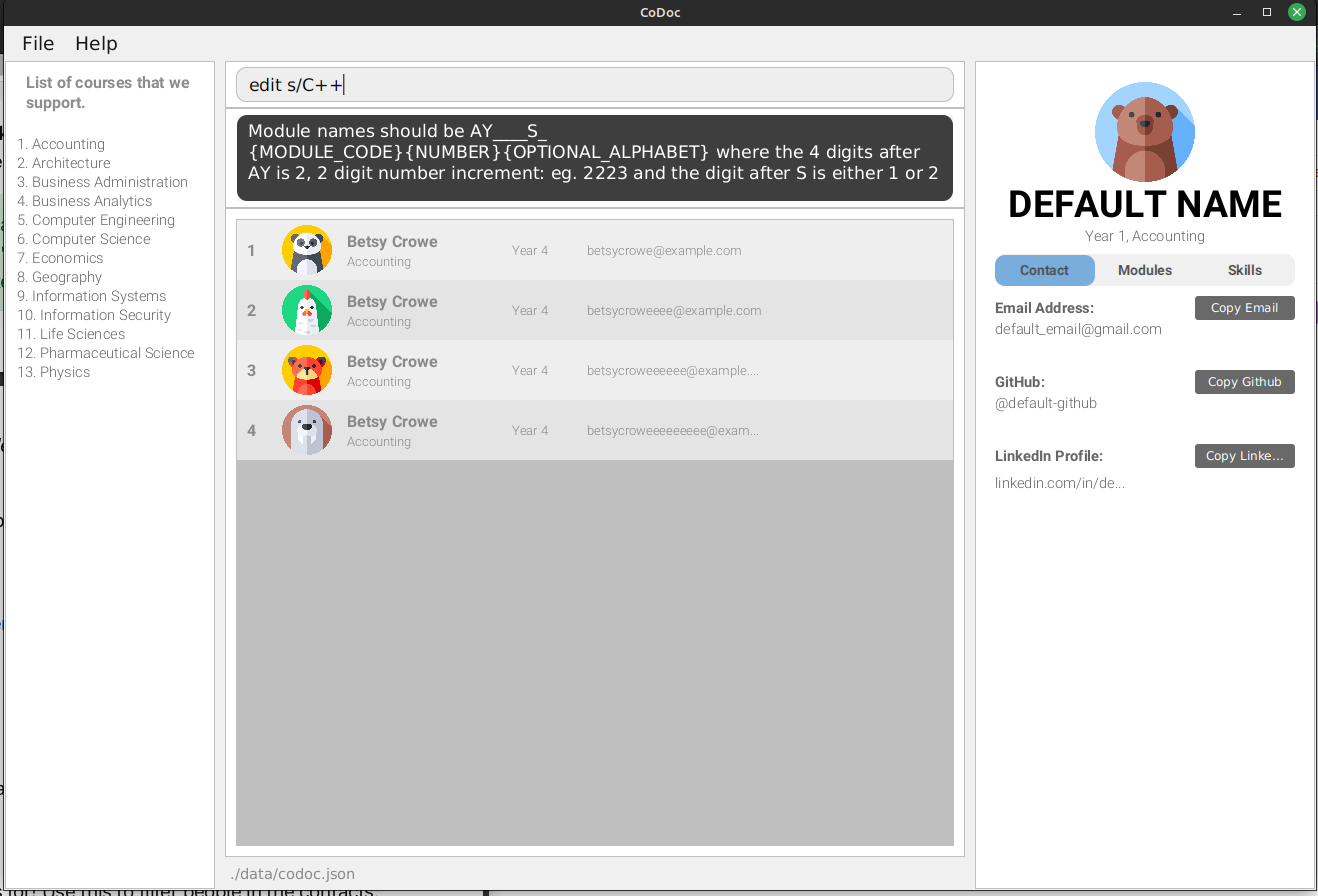 CoDoc
File Help
List of courses that we
support.
1. Accounting
2. Architecture
3. Business Administration
4. Business Analytics
5. Computer Engineering
6. Computer Science
7. Economics
8. Geography
9. Information Systems
10. Information Security
11. Life Sciences
12. Pharmaceutical Science
13. Physics
edit s/C++
Module names should be AY____S_
{MODULE_CODE}{NUMBER}{OPTIONAL_ALPHABET} where the 4 digits after
AY is 2, 2 digit number increment: eg. 2223 and the digit after S is either 1 or 2
1 Betsy Crowe Year 4 betsycrowe@example.com
Accounting
2 Betsy Crowe Year 4 betsycroweeee@example.com
Accounting
3 Betsy Crowe Year 4 betsycroweeeeee@example....
Accounting
4 Betsy Crowe Year 4 betsycroweeeeeeeee@exam...
Accounting
./data/codoc.json
DEFAULT NAME
Year 1, Accounting
Contact Modules Skills
Email Address: Copy Email
default_email@gmail.com
GitHub: Copy Github
@default-github
LinkedIn Profile: Copy Linke...
linkedin.com/in/de...